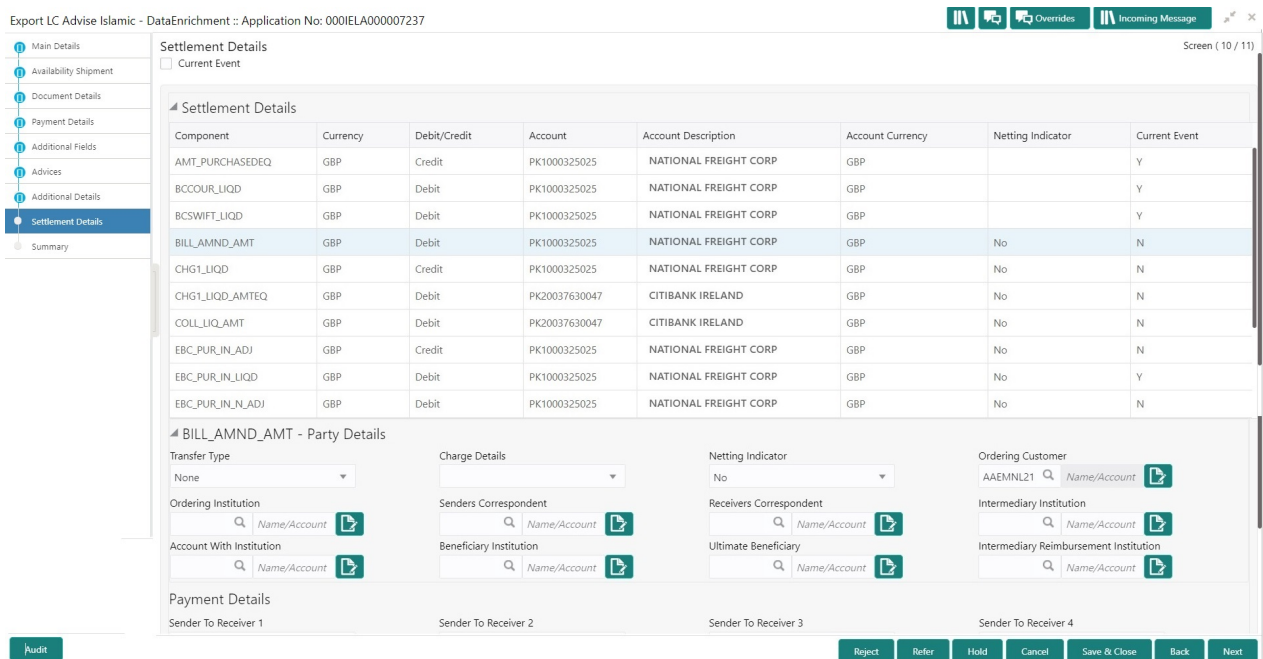 Export LC Advise Islamic - DataEnrichment :: Application No: 000IELA000007237
Overrides
Incoming Message
Main Details
Availability Shipment
Document Details
Payment Details
Additional Fields
Advices
Additional Details
Settlement Details
Summary
Settlement Details
Screen ( 10 / 11)
Current Event
Settlement Details
Component Currency Debit/Credit Account Account Description Account Currency Netting Indicator Current Event
AMT_PURCHASEDEQ GBP Credit PK1000325025 NATIONAL FREIGHT CORP GBP Y
BCCOUR_LIQD GBP Debit PK1000325025 NATIONAL FREIGHT CORP GBP Y
BCSWIFT_LIQD GBP Debit PK1000325025 NATIONAL FREIGHT CORP GBP Y
BILL_AMND_AMT GBP Debit PK1000325025 NATIONAL FREIGHT CORP GBP No N
CHG1_LIQD GBP Credit PK1000325025 NATIONAL FREIGHT CORP GBP No N
CHG1_LIQD_AMTEQ GBP Debit PK20037630047 CITIBANK IRELAND GBP No N
COLL_LIQ_AMT GBP Debit PK20037630047 CITIBANK IRELAND GBP No N
EBC_PUR_IN_ADJ GBP Credit PK1000325025 NATIONAL FREIGHT CORP GBP No N
EBC_PUR_IN_LIQD GBP Debit PK1000325025 NATIONAL FREIGHT CORP GBP No Y
EBC_PUR_IN_N_ADJ GBP Debit PK1000325025 NATIONAL FREIGHT CORP GBP No N
BILL_AMND_AMT - Party Details
Transfer Type Charge Details Netting Indicator Ordering Customer
None No AAEMNL21 Name/Account
Ordering Institution Senders Correspondent Receivers Correspondent Intermediary Institution
Name/Account Name/Account Name/Account Name/Account
Account With Institution Beneficiary Institution Ultimate Beneficiary Intermediary Reimbursement Institution
Name/Account Name/Account Name/Account Name/Account
Payment Details
Sender To Receiver 1 Sender To Receiver 2 Sender To Receiver 3 Sender To Receiver 4
Audit Reject Refer Hold Cancel Save & Close Back Next